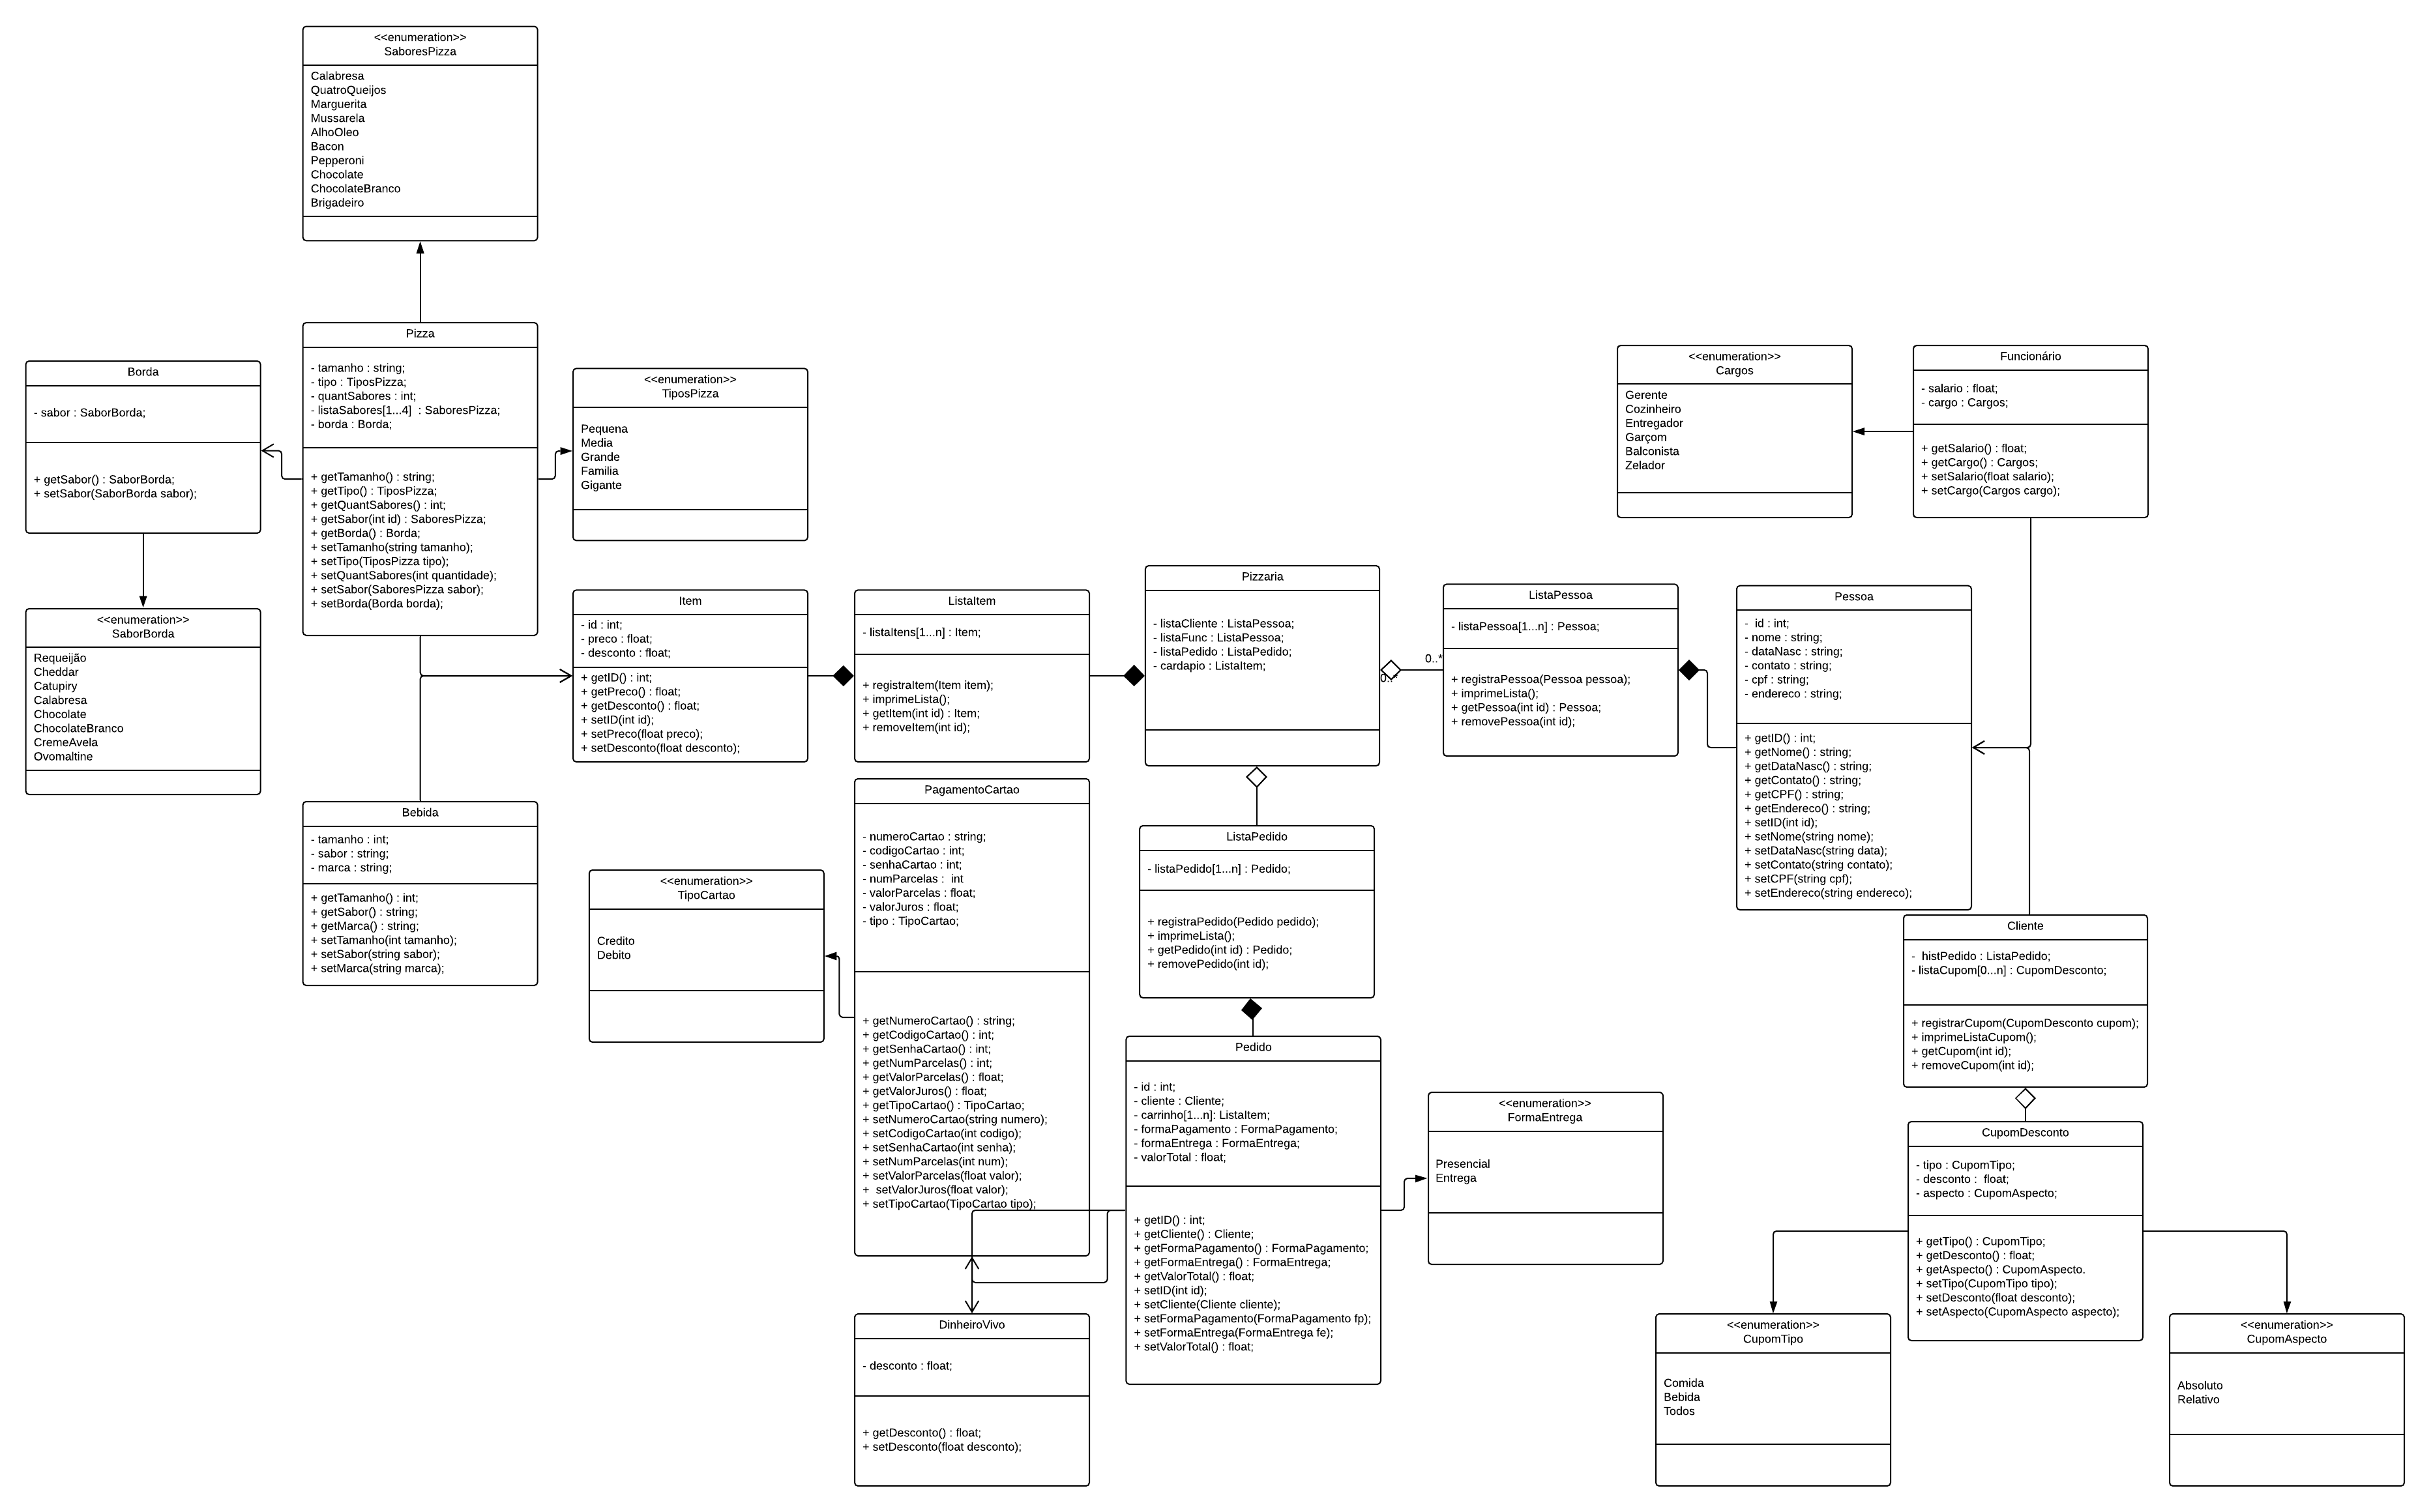 <<enumeration>>
SaboresPizza
Calabresa
QuatroQueijos
Marguerita
Mussarela
AlhoOleo
Bacon
Pepperoni
Chocolate
ChocolateBranco
Brigadeiro
Pizza
- tamanho : string;
- tipo : TiposPizza;
- quantSabores : int;
- listaSabores[1...4]  : SaboresPizza;
- borda : Borda;
+ getTamanho() : string;
+ getTipo() : TiposPizza;
+ getQuantSabores() : int;
+ getSabor(int id) : SaboresPizza;
+ getBorda() : Borda;
+ setTamanho(string tamanho);
+ setTipo(TiposPizza tipo);
+ setQuantSabores(int quantidade);
+ setSabor(SaboresPizza sabor);
+ setBorda(Borda borda);
Borda
- sabor : SaborBorda;
+ getSabor() : SaborBorda;
+ setSabor(SaborBorda sabor);
<<enumeration>>
TiposPizza
Pequena
Media
Grande
Familia
Gigante
<<enumeration>>
SaborBorda
Requeijão
Cheddar
Catupiry
Calabresa
Chocolate
ChocolateBranco
CremeAvela
Ovomaltine
Bebida
- tamanho : int;
- sabor : string;
- marca : string;
+ getTamanho() : int;
+ getSabor() : string;
+ getMarca() : string;
+ setTamanho(int tamanho);
+ setSabor(string sabor);
+ setMarca(string marca);
Item
- id : int;
- preco : float;
- desconto : float;
+ getID() : int;
+ getPreco() : float;
+ getDesconto() : float;
+ setID(int id);
+ setPreco(float preco);
+ setDesconto(float desconto);
ListaItem
- listaItens[1...n] : Item;
+ registraItem(Item item);
+ imprimeLista();
+ getItem(int id) : Item;
+ removeItem(int id);
Pizzaria
- listaCliente : ListaPessoa;
- listaFunc : ListaPessoa;
- listaPedido : ListaPedido;
- cardapio : ListaItem;
0..*
0..*
ListaPessoa
- listaPessoa[1...n] : Pessoa;
+ registraPessoa(Pessoa pessoa);
+ imprimeLista();
+ getPessoa(int id) : Pessoa;
+ removePessoa(int id);
<<enumeration>>
Cargos
Gerente
Cozinheiro
Entregador
Garçom
Balconista
Zelador
Funcionário
- salario : float;
- cargo : Cargos;
+ getSalario() : float;
+ getCargo() : Cargos;
+ setSalario(float salario);
+ setCargo(Cargos cargo);
Pessoa
-  id : int;
- nome : string;
- dataNasc : string;
- contato : string;
- cpf : string;
- endereco : string;
+ getID() : int;
+ getNome() : string;
+ getDataNasc() : string;
+ getContato() : string;
+ getCPF() : string;
+ getEndereco() : string;
+ setID(int id);
+ setNome(string nome);
+ setDataNasc(string data);
+ setContato(string contato);
+ setCPF(string cpf);
+ setEndereco(string endereco);
<<enumeration>>
TipoCartao
Credito
Debito
PagamentoCartao
- numeroCartao : string;
- codigoCartao : int;
- senhaCartao : int;
- numParcelas :  int
- valorParcelas : float;
- valorJuros : float;
- tipo : TipoCartao;
+ getNumeroCartao() : string;
+ getCodigoCartao() : int;
+ getSenhaCartao() : int;
+ getNumParcelas() : int;
+ getValorParcelas() : float;
+ getValorJuros() : float;
+ getTipoCartao() : TipoCartao;
+ setNumeroCartao(string numero);
+ setCodigoCartao(int codigo);
+ setSenhaCartao(int senha);
+ setNumParcelas(int num);
+ setValorParcelas(float valor);
+  setValorJuros(float valor);
+ setTipoCartao(TipoCartao tipo);
ListaPedido
- listaPedido[1...n] : Pedido;
+ registraPedido(Pedido pedido);
+ imprimeLista();
+ getPedido(int id) : Pedido;
+ removePedido(int id);
Pedido
- id : int;
- cliente : Cliente;
- carrinho[1...n]: ListaItem;
- formaPagamento : FormaPagamento;
- formaEntrega : FormaEntrega;
- valorTotal : float;
+ getID() : int;
+ getCliente() : Cliente;
+ getFormaPagamento() : FormaPagamento;
+ getFormaEntrega() : FormaEntrega;
+ getValorTotal() : float;
+ setID(int id);
+ setCliente(Cliente cliente);
+ setFormaPagamento(FormaPagamento fp);
+ setFormaEntrega(FormaEntrega fe);
+ setValorTotal() : float;
<<enumeration>>
FormaEntrega
Presencial
Entrega
DinheiroVivo
- desconto : float;
+ getDesconto() : float;
+ setDesconto(float desconto);
Cliente
-  histPedido : ListaPedido;
- listaCupom[0...n] : CupomDesconto;
+ registrarCupom(CupomDesconto cupom);
+ imprimeListaCupom();
+ getCupom(int id);
+ removeCupom(int id);
CupomDesconto
- tipo : CupomTipo;
- desconto :  float;
- aspecto : CupomAspecto;
+ getTipo() : CupomTipo;
+ getDesconto() : float;
+ getAspecto() : CupomAspecto.
+ setTipo(CupomTipo tipo);
+ setDesconto(float desconto);
+ setAspecto(CupomAspecto aspecto);
<<enumeration>>
CupomTipo
Comida
Bebida
Todos
<<enumeration>>
CupomAspecto
Absoluto
Relativo